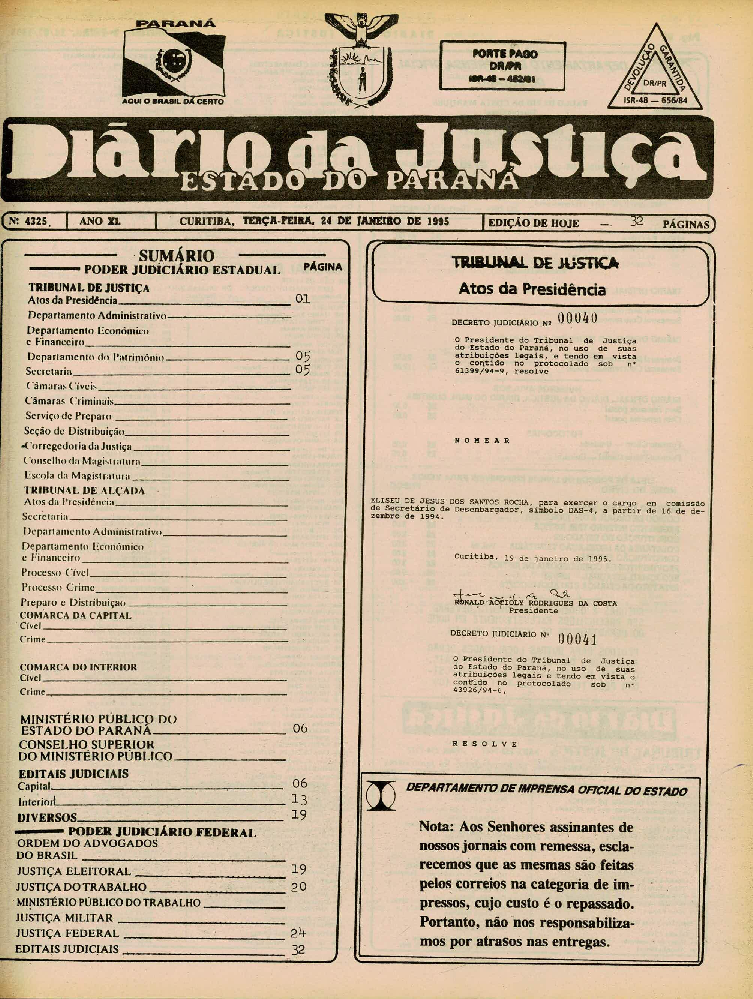 PARANÁ
AQUI O BRASIL DÁ CERTO
PORTE PAGO
DR/PR
ISR-48 — 482/81
DEVOLUÇÃO
GARANTIDA
DR/PR
ISR-48 — 656/84
Diário da Justiça
ESTADO DO PARANÁ
Nº 4325
ANO XL
CURITIBA, TERÇA-FEIRA, 24 DE JANEIRO DE 1995
EDIÇÃO DE HOJE — 32 PÁGINAS
SUMÁRIO
PODER JUDICIÁRIO ESTADUAL PÁGINA
TRIBUNAL DE JUSTIÇA
Atos da Presidência 01
Departamento Administrativo
Departamento Econômico
e Financeiro
Departamento do Patrimônio 05
Secretaria 05
Câmaras Cíveis
Câmaras Criminais
Serviço de Preparo
Seção de Distribuição
Corregedoria da Justiça
Conselho da Magistratura
Escola da Magistratura
TRIBUNAL DE ALÇADA
Atos da Presidência
Secretaria
Departamento Administrativo
Departamento Econômico
e Financeiro
Processo Cível
Processo Crime
Preparo e Distribuição
COMARCA DA CAPITAL
Cível
Crime
COMARCA DO INTERIOR
Cível
Crime
MINISTÉRIO PÚBLICO DO
ESTADO DO PARANÁ 06
CONSELHO SUPERIOR
DO MINISTÉRIO PÚBLICO
EDITAIS JUDICIAIS
Capital 06
Interior 13
DIVERSOS 19
PODER JUDICIÁRIO FEDERAL
ORDEM DO ADVOGADOS
DO BRASIL
JUSTIÇA ELEITORAL 19
JUSTIÇA DO TRABALHO 20
MINISTÉRIO PÚBLICO DO TRABALHO
JUSTIÇA MILITAR
JUSTIÇA FEDERAL 24
EDITAIS JUDICIAIS 32
TRIBUNAL DE JUSTICA
Atos da Presidência
DECRETO JUDICIÁRIO Nº 00040
O Presidente do Tribunal de Justiça
do Estado do Paraná, no uso de suas
atribuições legais, e tendo em vista
o contido no protocolado sob nº
61399/94-9, resolve
N O M E A R
ELISEU DE JESUS DOS SANTOS ROCHA, para exercer o cargo em comissão
de Secretário de Desembargador, símbolo DAS-4, a partir de 16 de de-
zembro de 1994.
Curitiba, 19 de janeiro de 1995.
RONALD ACCIOLY RODRIGUES DA COSTA
Presidente
DECRETO JUDICIÁRIO Nº 00041
O Presidente do Tribunal de Justiça
do Estado do Paraná, no uso de suas
atribuições legais e tendo em vista o
contido no protocolado sob nº
43926/94-6,
R E S O L V E
DEPARTAMENTO DE IMPRENSA OFICIAL DO ESTADO
Nota: Aos Senhores assinantes de
nossos jornais com remessa, escla-
recemos que as mesmas são feitas
pelos correios na categoria de im-
pressos, cujo custo é o repassado.
Portanto, não nos responsabiliza-
mos por atrasos nas entregas.